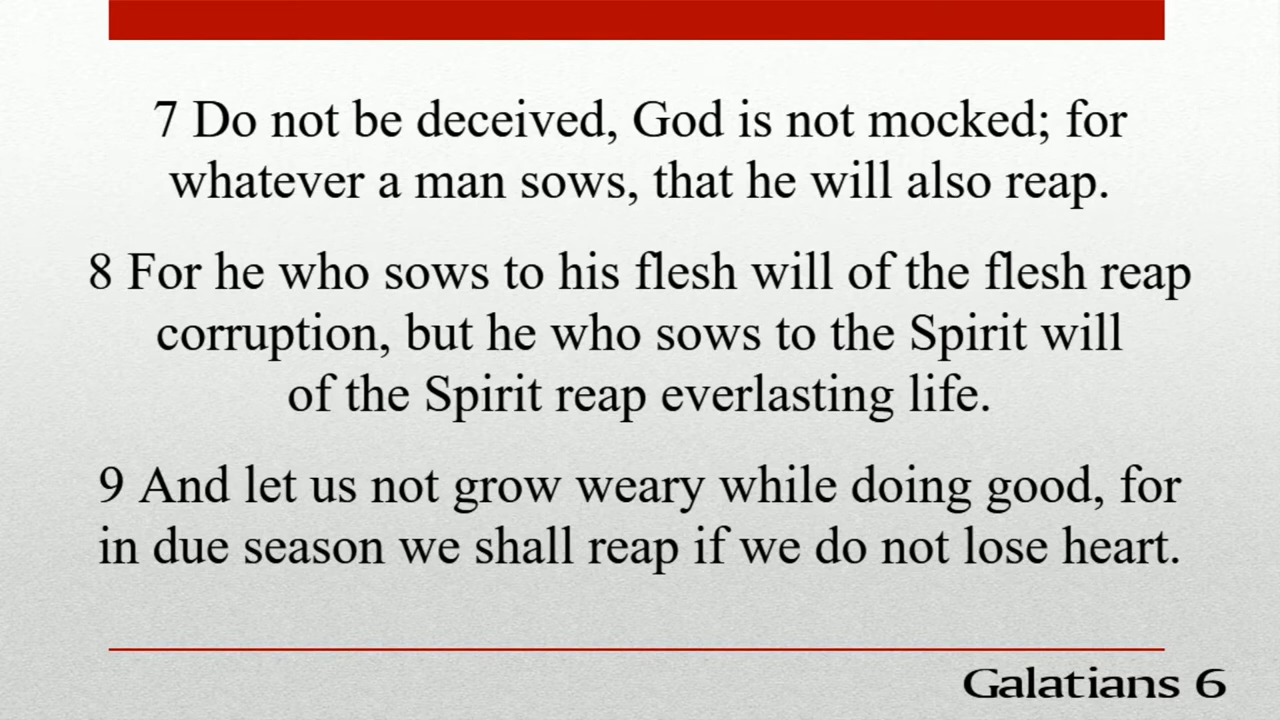 7 Do not be deceived, God is not mocked; for
whatever a man sows, that he will also reap.
8 For he who sows to his flesh will of the flesh reap
corruption, but he who sows to the Spirit will
of the Spirit reap everlasting life.
9 And let us not grow weary while doing good, for
in due season we shall reap if we do not lose heart.
Galatians 6